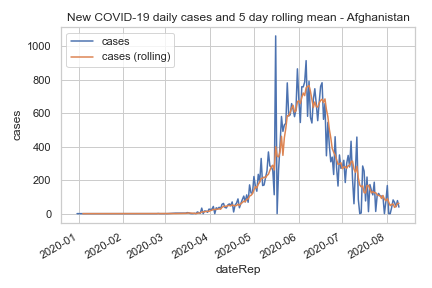 New COVID-19 daily cases and 5 day rolling mean - Afghanistan
cases
cases (rolling)
1000
800
600
400
200
0
cases
2020-01
2020-02
2020-03
2020-04
2020-05
2020-06
2020-07
2020-08
dateRep